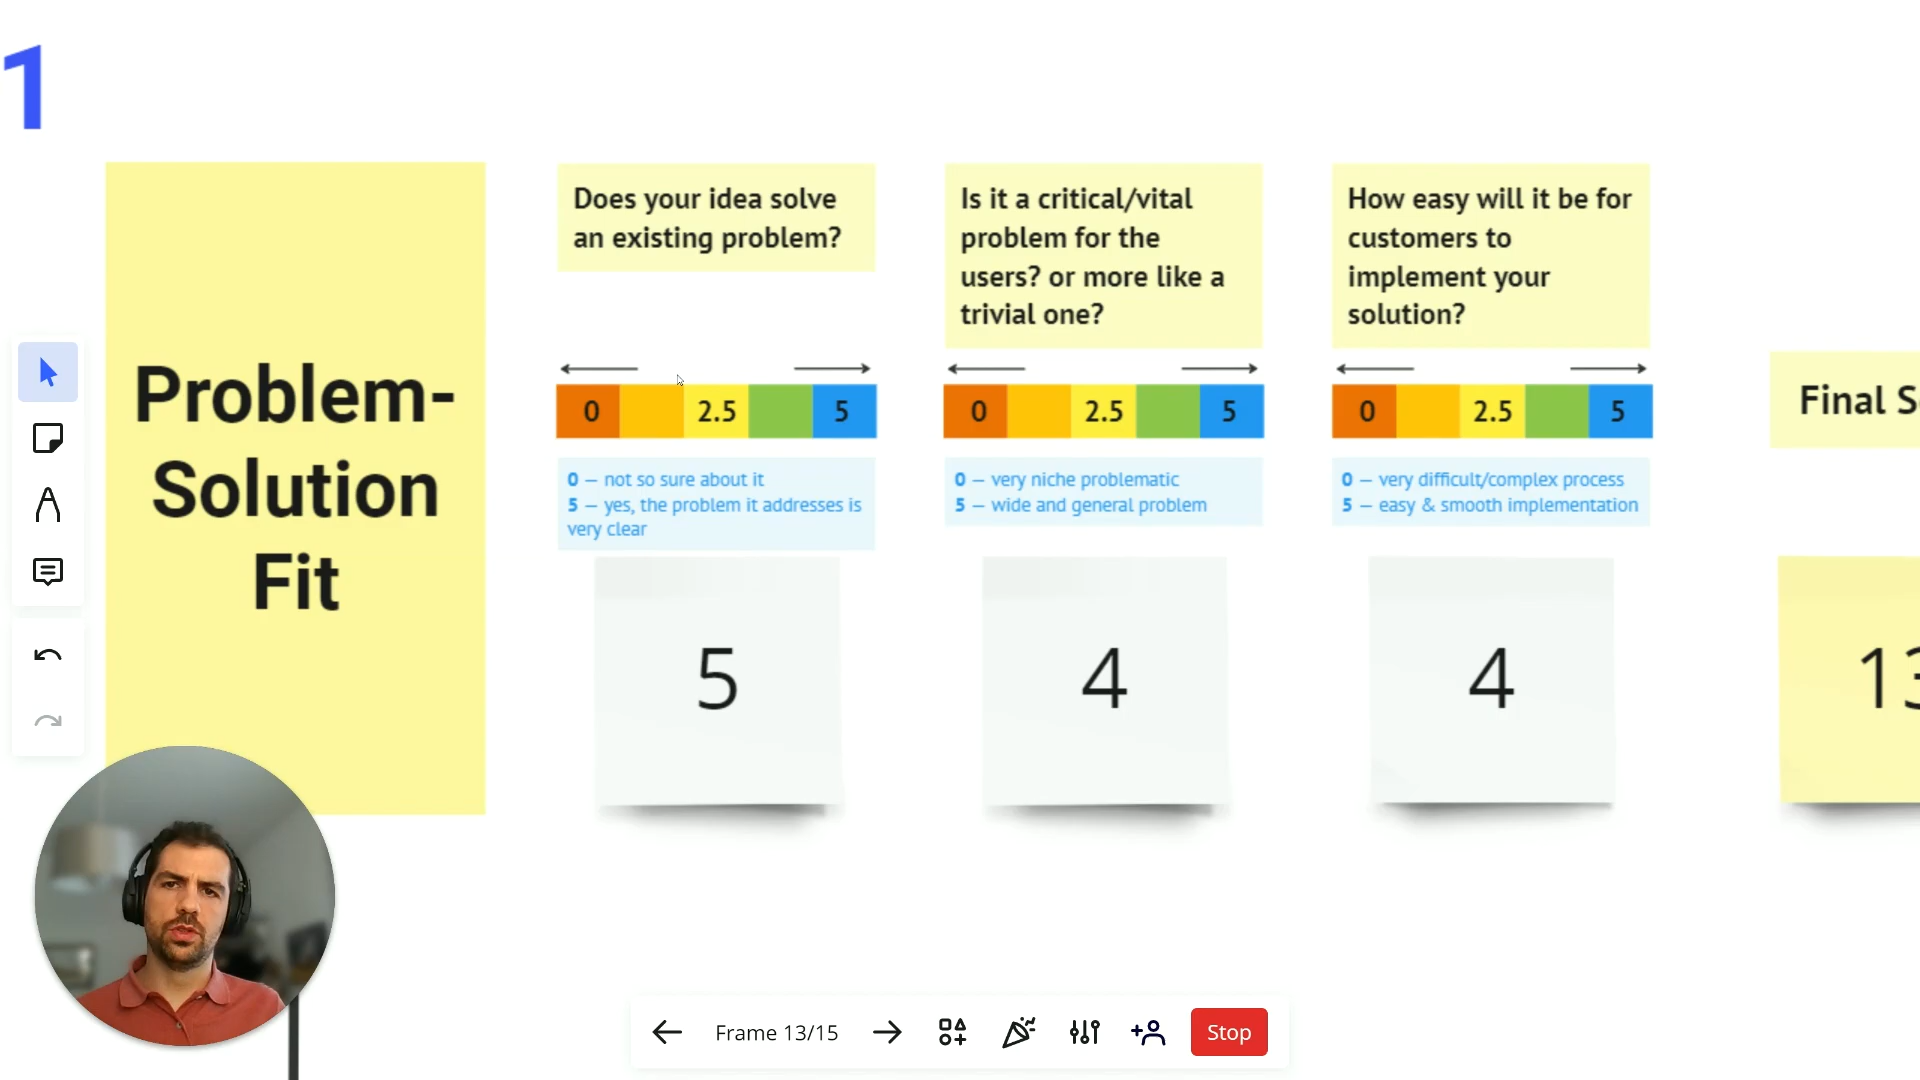 1
Problem-
Solution
Fit
Does your idea solve
an existing problem?
0 2.5 5
0 — not so sure about it
5 — yes, the problem it addresses is
very clear
5
Is it a critical/vital
problem for the
users? or more like a
trivial one?
0 2.5 5
0 — very niche problematic
5 — wide and general problem
4
How easy will it be for
customers to
implement your
solution?
0 2.5 5
0 — very difficult/complex process
5 — easy & smooth implementation
4
Final
13
Frame 13/15
Stop